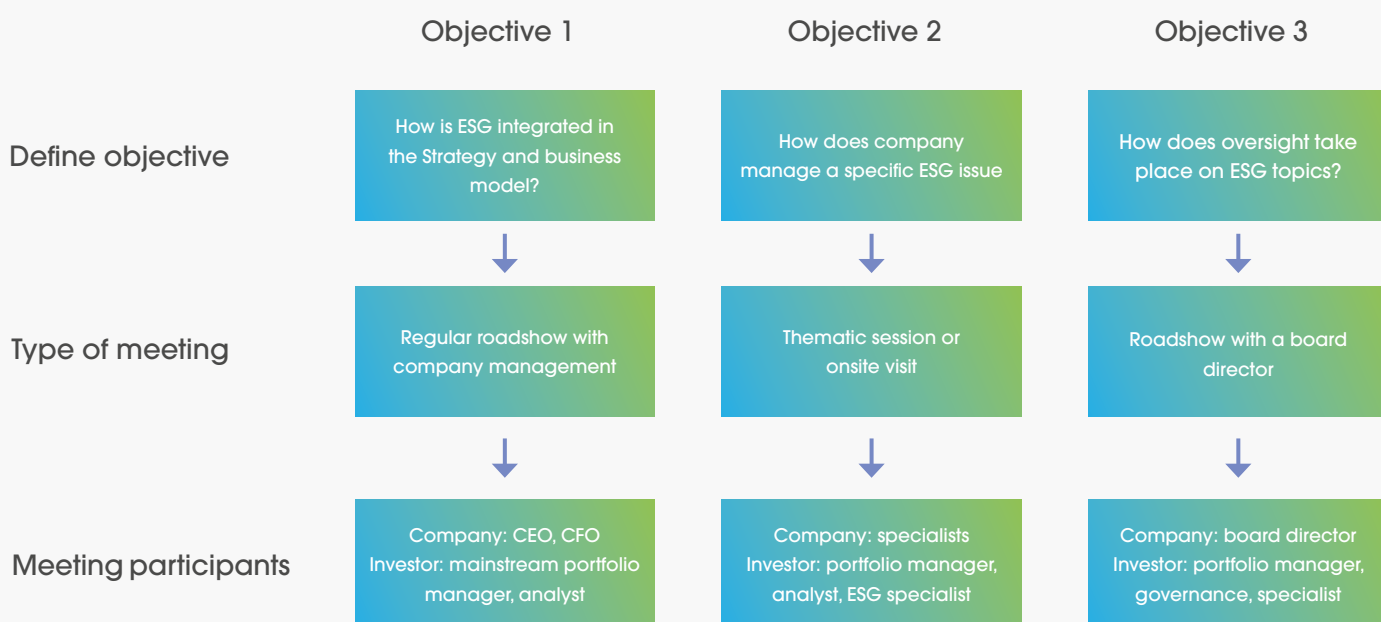 Objective 1
Objective 2
Objective 3
Define objective
How is ESG integrated in
the Strategy and business
model?
How does company
manage a specific ESG issue
How does oversight take
place on ESG topics?
Type of meeting
Regular roadshow with
company management
Thematic session or
onsite visit
Roadshow with a board
director
Meeting participants
Company: CEO, CFO
Investor: mainstream portfolio
manager, analyst
Company: specialists
Investor: portfolio manager,
analyst, ESG specialist
Company: board director
Investor: portfolio manager,
governance, specialist